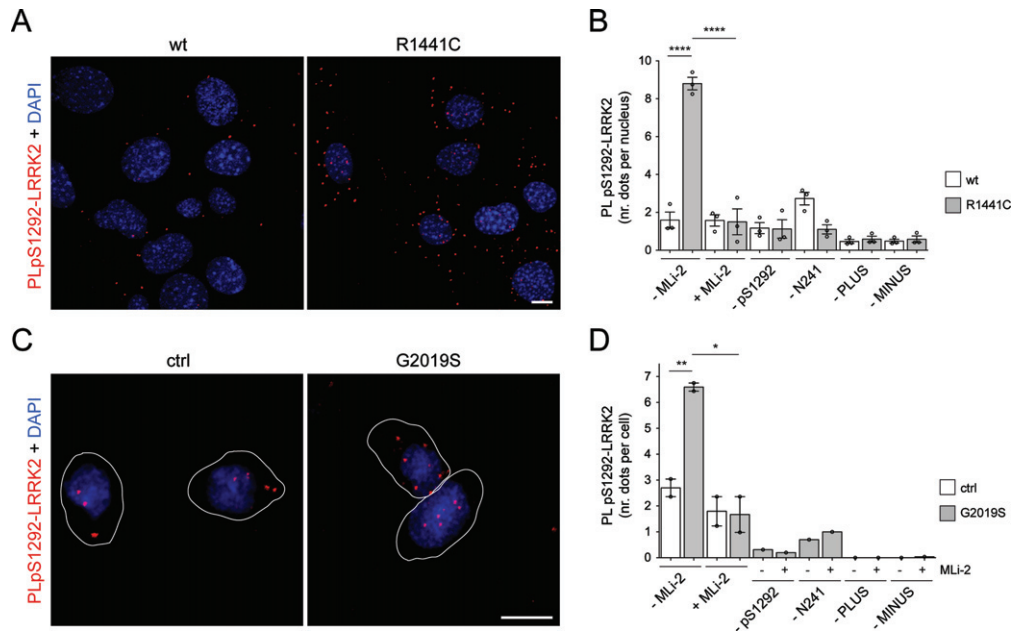 A
wt
R1441C
PLpS1292-LRRK2 + DAPI
B
****
****
PL pS1292-LRRK2
(nr. dots per nucleus)
10
8
6
4
2
0
- MLi-2
+ MLi-2
- pS1292
- N241
- PLUS
- MINUS
wt
R1441C
C
ctrl
G2019S
PLpS1292-LRRK2 + DAPI
D
**
*
PL pS1292-LRRK2
(nr. dots per cell)
7
6
5
4
3
2
1
0
- + - + - + - + MLi-2
- MLi-2
+ MLi-2
- pS1292
- N241
- PLUS
- MINUS
ctrl
G2019S